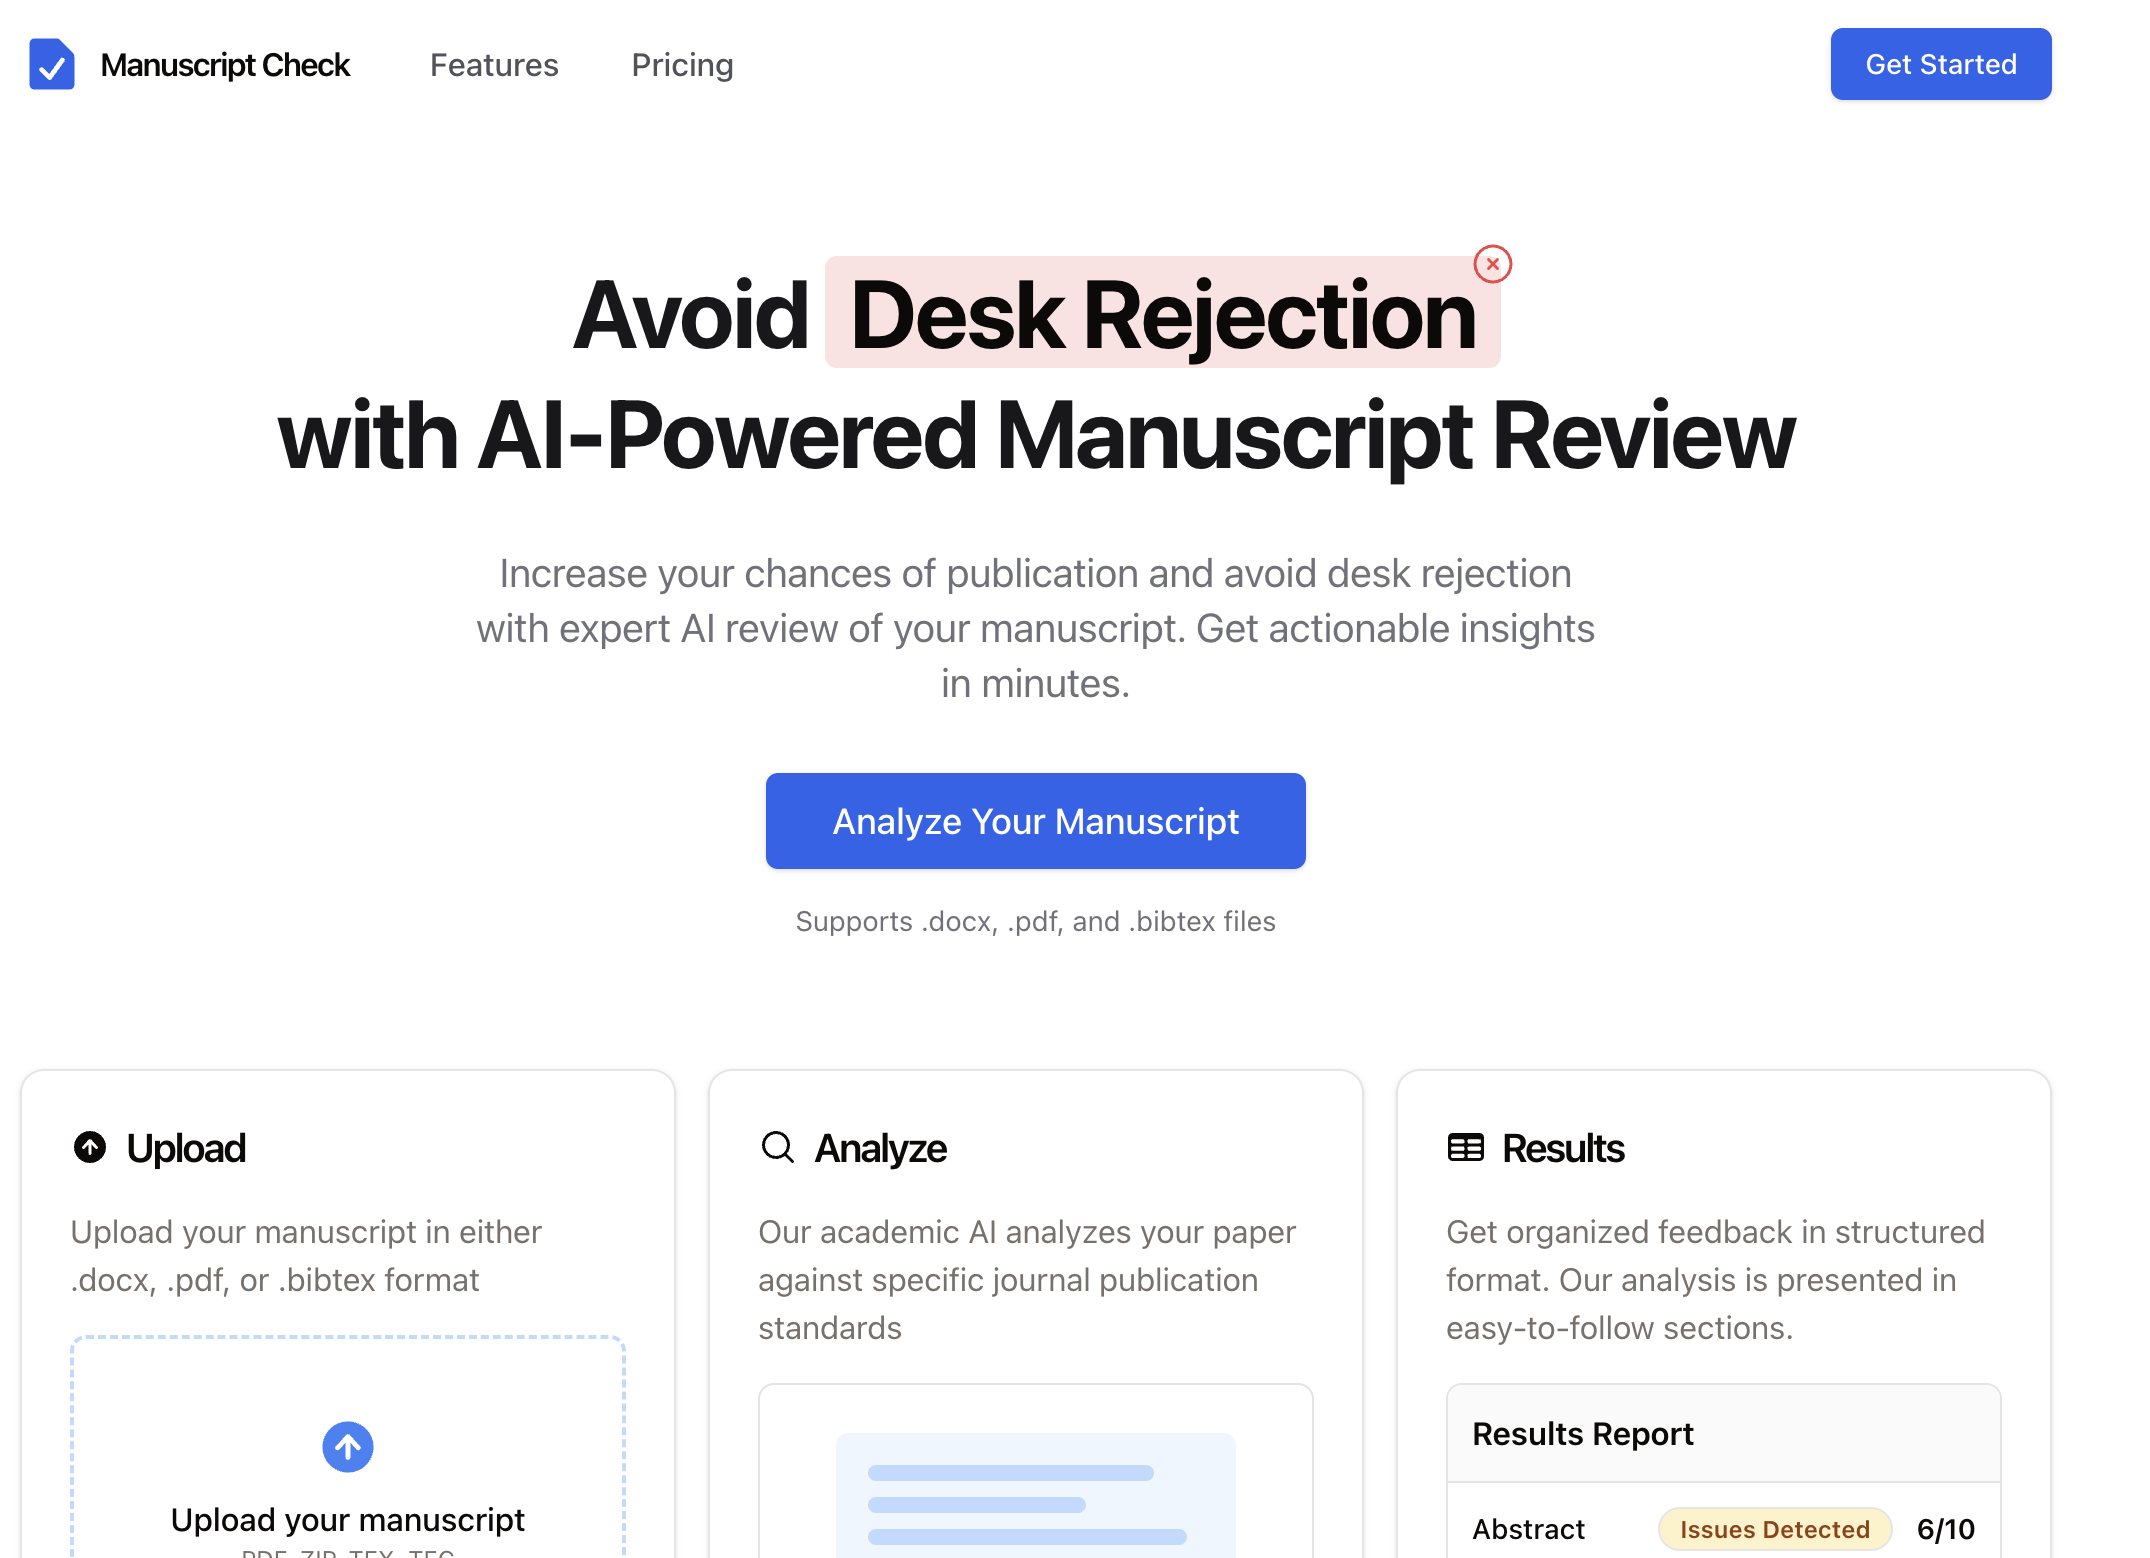 Manuscript Check
Features
Pricing
Get Started
Avoid Desk Rejection
with AI-Powered Manuscript Review
Increase your chances of publication and avoid desk rejection
with expert AI review of your manuscript. Get actionable insights
in minutes.
Analyze Your Manuscript
Supports .docx, .pdf, and .bibtex files
Upload
Upload your manuscript in either
.docx, .pdf, or .bibtex format
Upload your manuscript
Analyze
Our academic AI analyzes your paper
against specific journal publication
standards
Results
Get organized feedback in structured
format. Our analysis is presented in
easy-to-follow sections.
Results Report
Abstract Issues Detected 6/10